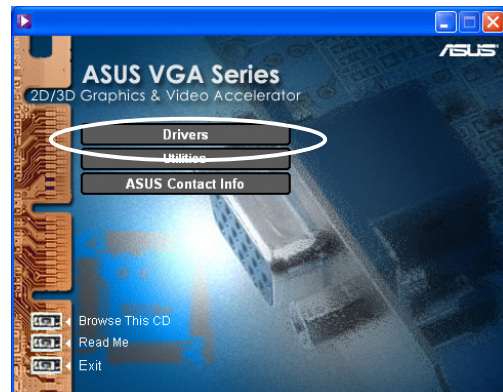 ASUS
ASUS VGA Series
2D/3D Graphics & Video Accelerator
Drivers
Utilities
ASUS Contact Info
Browse This CD
Read Me
Exit